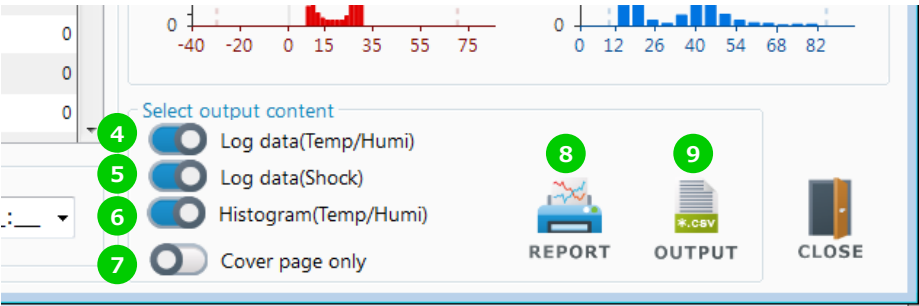 0
0
0
0
-40 -20 0 15 35 55 75
0
0 12 26 40 54 68 82
Select output content
4 Log data(Temp/Humi)
5 Log data(Shock)
6 Histogram(Temp/Humi)
7 Cover page only
_:__
8
REPORT
9
*.csv
OUTPUT
CLOSE